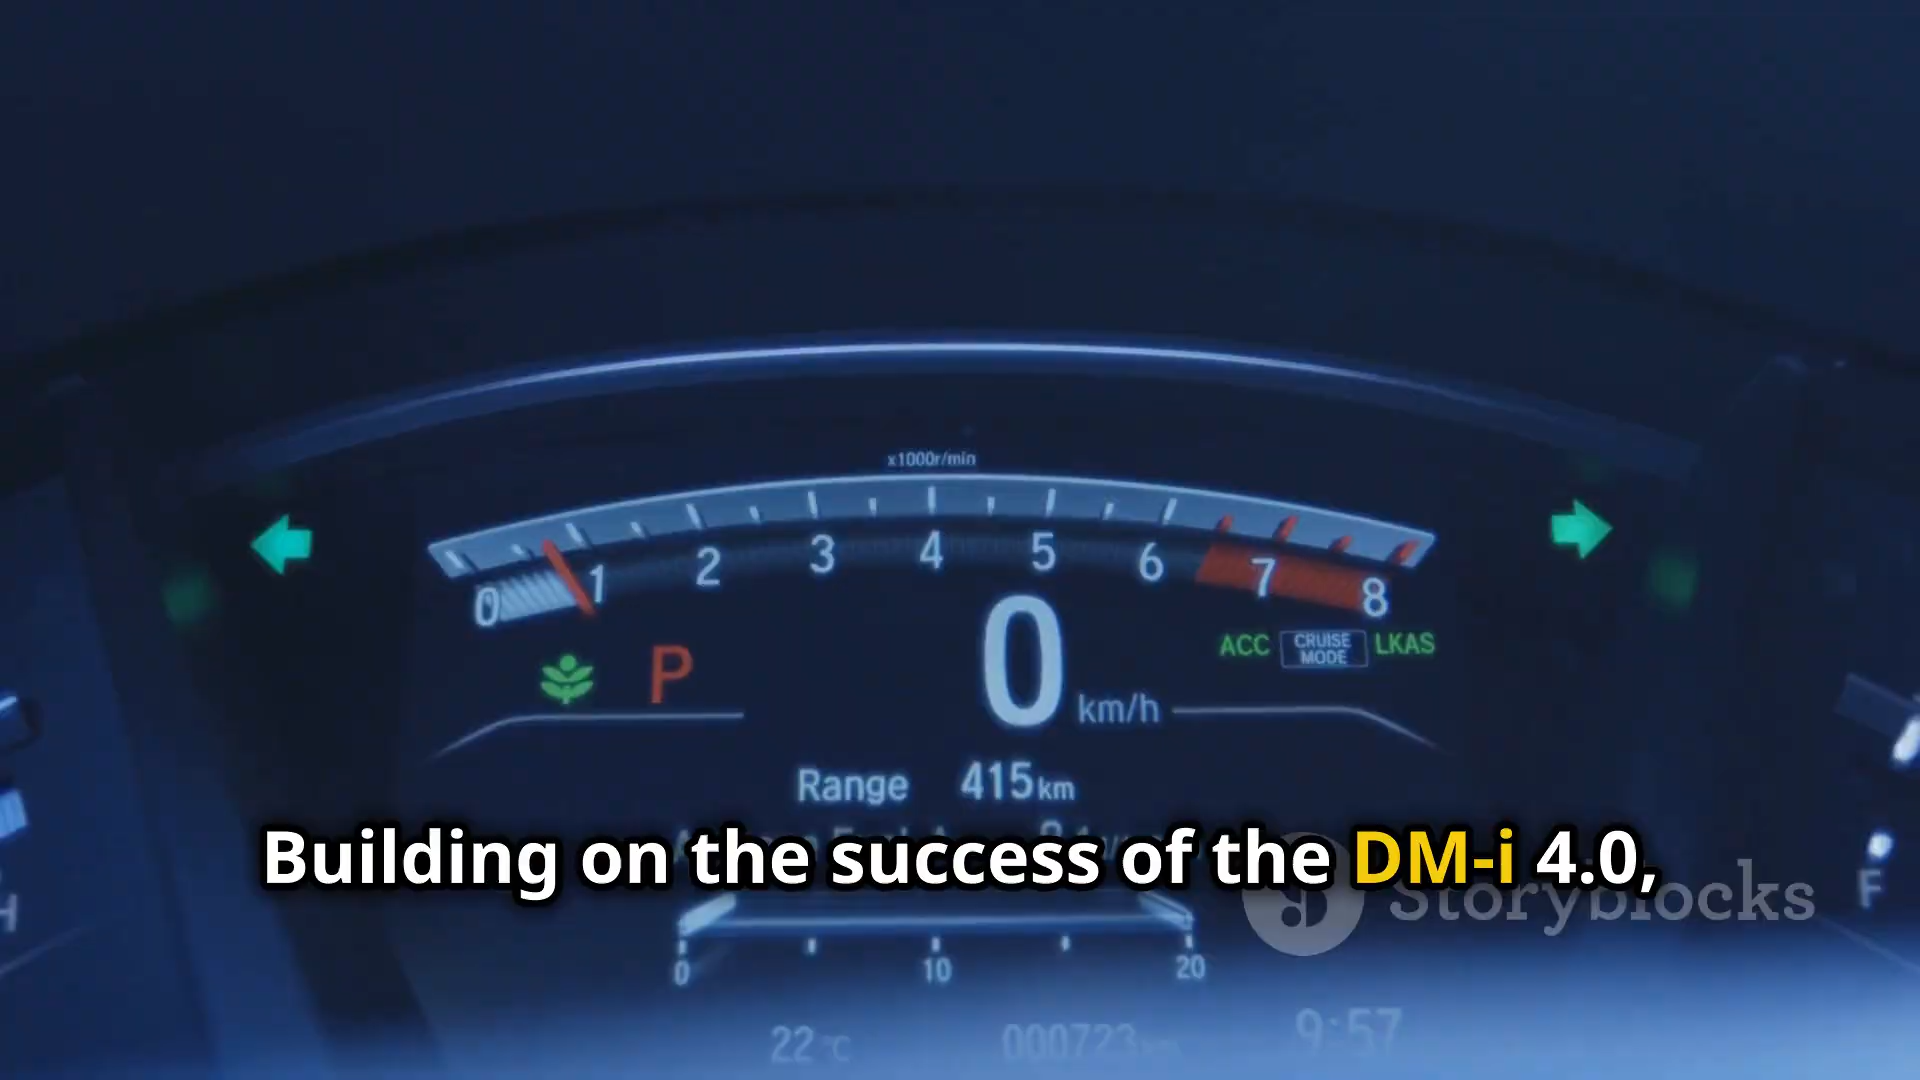 x1000r/min
0 1 2 3 4 5 6 7 8
P
ACC CRUISE MODE LKAS
0 km/h
Range 415km
Building on the success of the DM-i 4.0,
Storyblocks
H
F
0 10 20
22°C 000723km 9:57